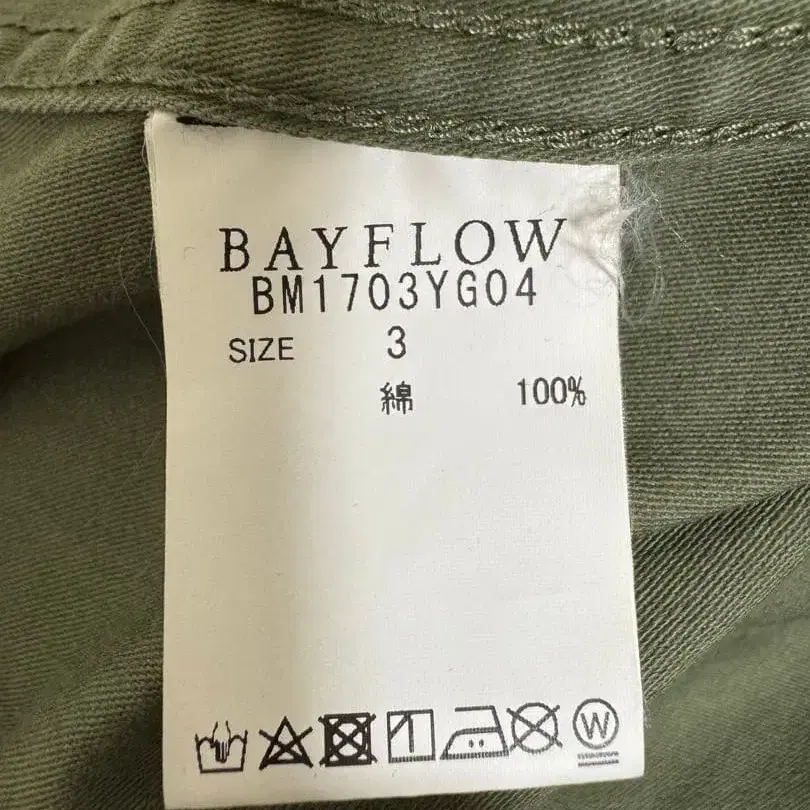 BAYFLOW
BM1703YG04
SIZE 3
綿 100%
W